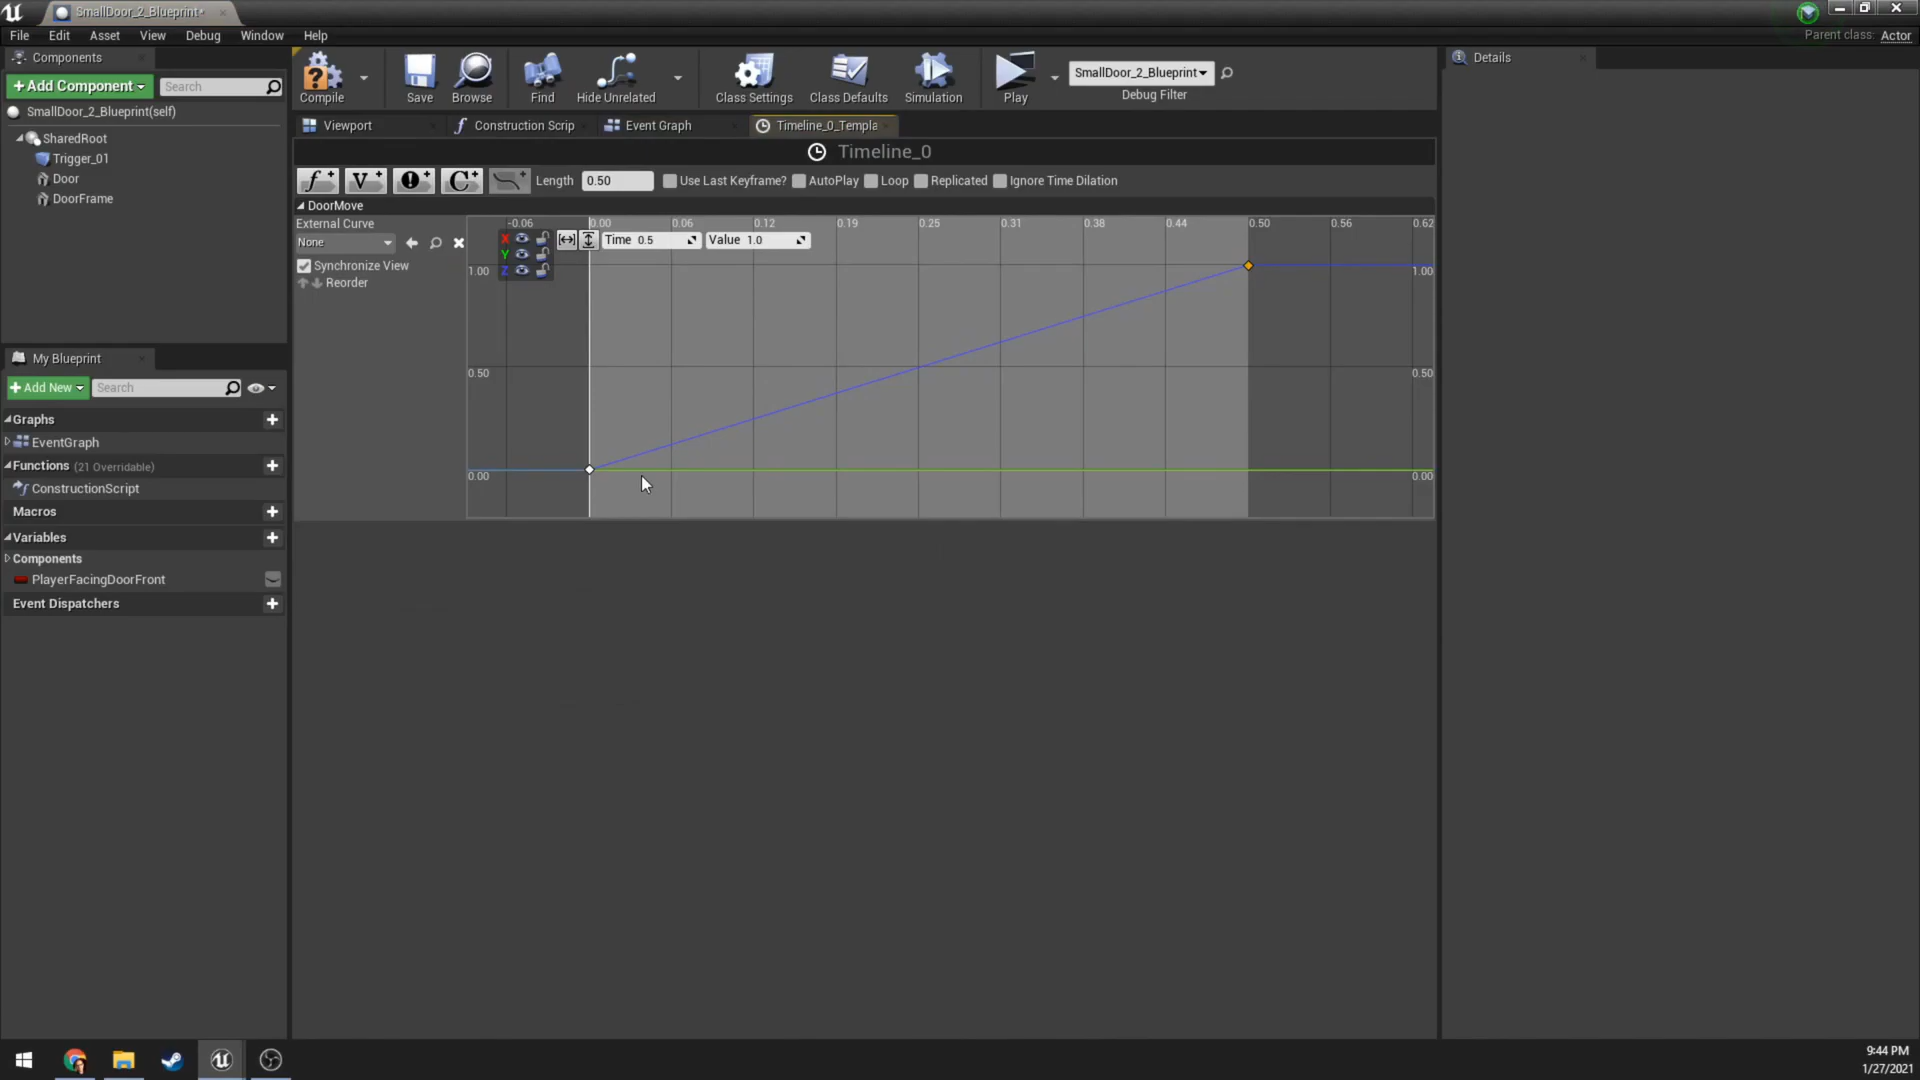 SmallDoor_2_Blueprint*
File Edit Asset View Debug Window Help
Parent class: Actor
Components
+Add Component
Search
SmallDoor_2_Blueprint(self)
SharedRoot
Trigger_01
Door
DoorFrame
Compile
Save
Browse
Find
Hide Unrelated
Class Settings
Class Defaults
Simulation
Play
SmallDoor_2_Blueprint
Debug Filter
Details
Viewport
Construction Scrip
Event Graph
Timeline_0_Templa
Timeline_0
f+ V+ !+ C+ Length 0.50 Use Last Keyframe? AutoPlay Loop Replicated Ignore Time Dilation
DoorMove
External Curve
None
Synchronize View
Reorder
-0.06 0.00 0.06 0.12 0.19 0.25 0.31 0.38 0.44 0.50 0.56 0.62
X
Y
Z
Time 0.5 Value 1.0
1.00 1.00
0.50 0.50
0.00 0.00
My Blueprint
+Add New Search
Graphs
EventGraph
Functions (21 Overridable)
ConstructionScript
Macros
Variables
Components
PlayerFacingDoorFront
Event Dispatchers
9:44 PM
1/27/2021